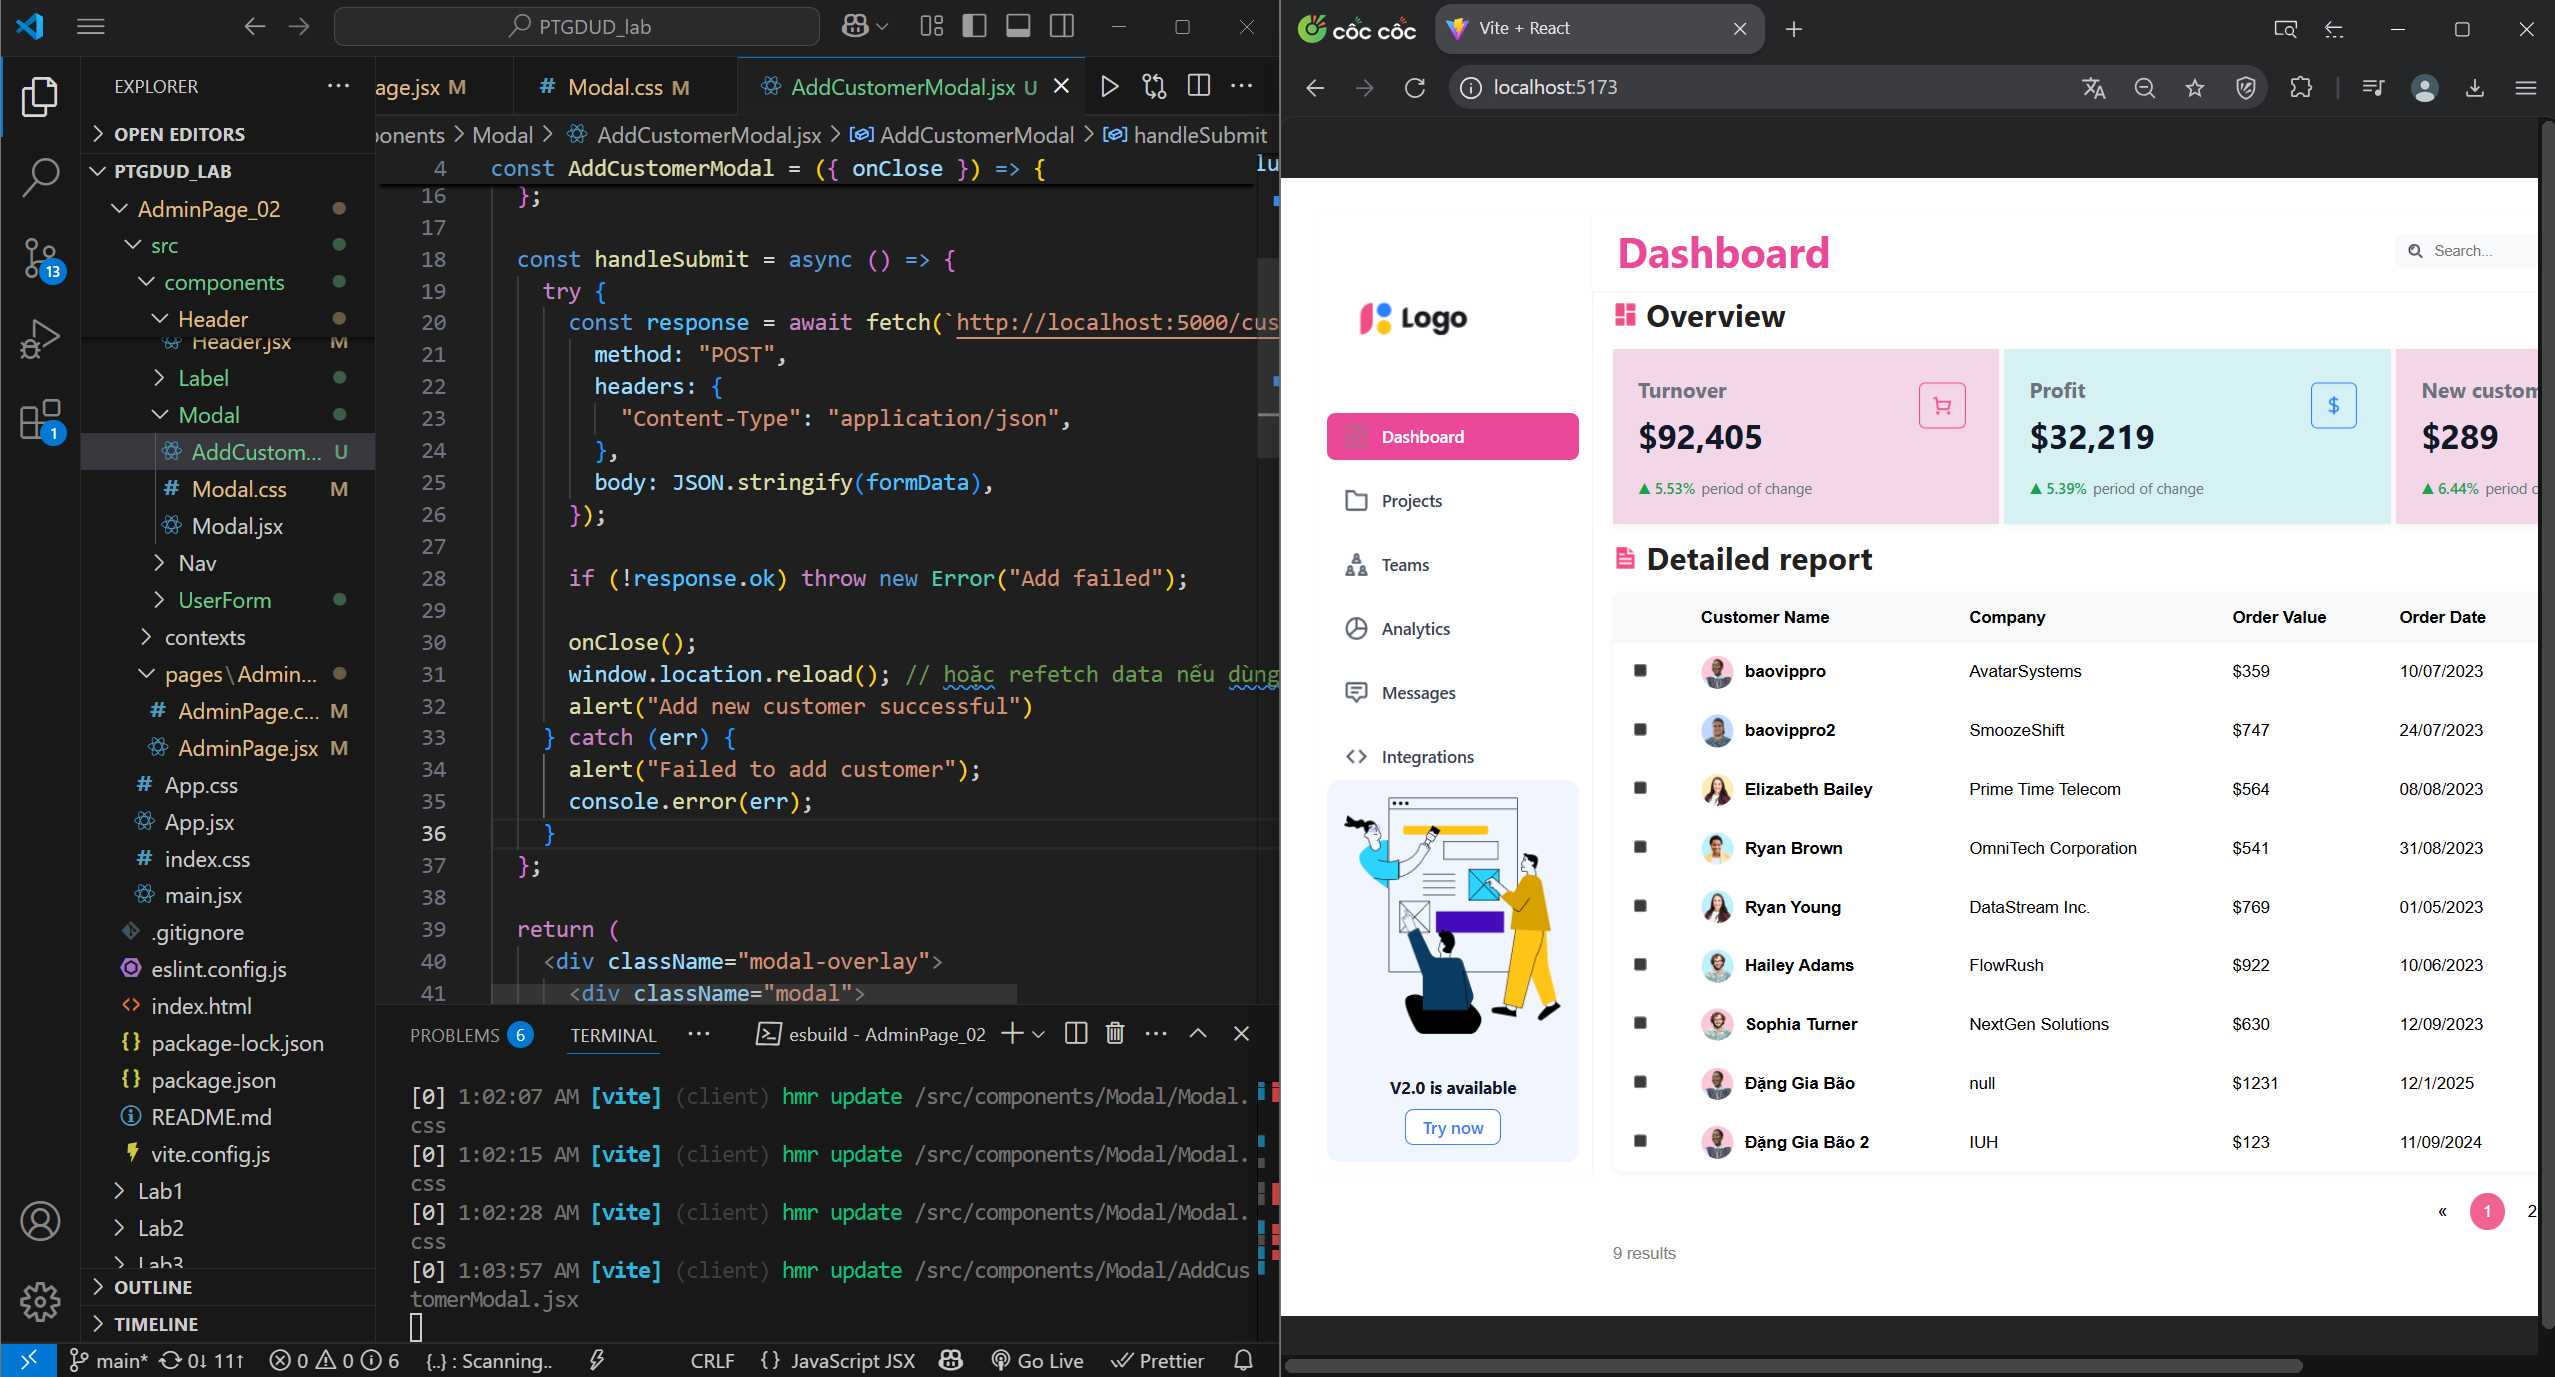 PTGDUD_lab
EXPLORER
OPEN EDITORS
PTGDUD_LAB
AdminPage_02
src
components
Header
Header.jsx M
Label
Modal
AddCustom... U
Modal.css M
Modal.jsx
Nav
UserForm
contexts
pages\Admin...
AdminPage.c... M
AdminPage.jsx M
App.css
App.jsx
index.css
main.jsx
.gitignore
eslint.config.js
index.html
package-lock.json
package.json
README.md
vite.config.js
Lab1
Lab2
Lab3
OUTLINE
TIMELINE
13
1
age.jsx M
Modal.css M
AddCustomerModal.jsx U
ponents > Modal > AddCustomerModal.jsx > AddCustomerModal > handleSubmit
4 const AddCustomerModal = ({ onClose }) => {
16 };
17
18 const handleSubmit = async () => {
19 try {
20 const response = await fetch(`http://localhost:5000/cus
21 method: "POST",
22 headers: {
23 "Content-Type": "application/json",
24 },
25 body: JSON.stringify(formData),
26 });
27
28 if (!response.ok) throw new Error("Add failed");
29
30 onClose();
31 window.location.reload(); // hoặc refetch data nếu dùng
32 alert("Add new customer successful")
33 } catch (err) {
34 alert("Failed to add customer");
35 console.error(err);
36 }
37 };
38
39 return (
40 <div className="modal-overlay">
41 <div className="modal">
PROBLEMS 6 TERMINAL
esbuild - AdminPage_02
[0] 1:02:07 AM [vite] (client) hmr update /src/components/Modal/Modal.
css
[0] 1:02:15 AM [vite] (client) hmr update /src/components/Modal/Modal.
css
[0] 1:02:28 AM [vite] (client) hmr update /src/components/Modal/Modal.
css
[0] 1:03:57 AM [vite] (client) hmr update /src/components/Modal/AddCus
tomerModal.jsx
main* 0↓ 11↑ 0 0 6 {..} : Scanning.. CRLF {} JavaScript JSX Go Live Prettier
CỐC CỐC
Vite + React
localhost:5173
Logo
Dashboard
Projects
Teams
Analytics
Messages
Integrations
V2.0 is available
Try now
Dashboard
Search...
Overview
Turnover
$92,405
▲ 5.53% period of change
Profit
$
$32,219
▲ 5.39% period of change
New custom
$289
▲ 6.44% period
Detailed report
Customer Name Company Order Value Order Date
baovippro AvatarSystems $359 10/07/2023
baovippro2 SmoozeShift $747 24/07/2023
Elizabeth Bailey Prime Time Telecom $564 08/08/2023
Ryan Brown OmniTech Corporation $541 31/08/2023
Ryan Young DataStream Inc. $769 01/05/2023
Hailey Adams FlowRush $922 10/06/2023
Sophia Turner NextGen Solutions $630 12/09/2023
Đặng Gia Bão null $1231 12/1/2025
Đặng Gia Bão 2 IUH $123 11/09/2024
« 1 2
9 results